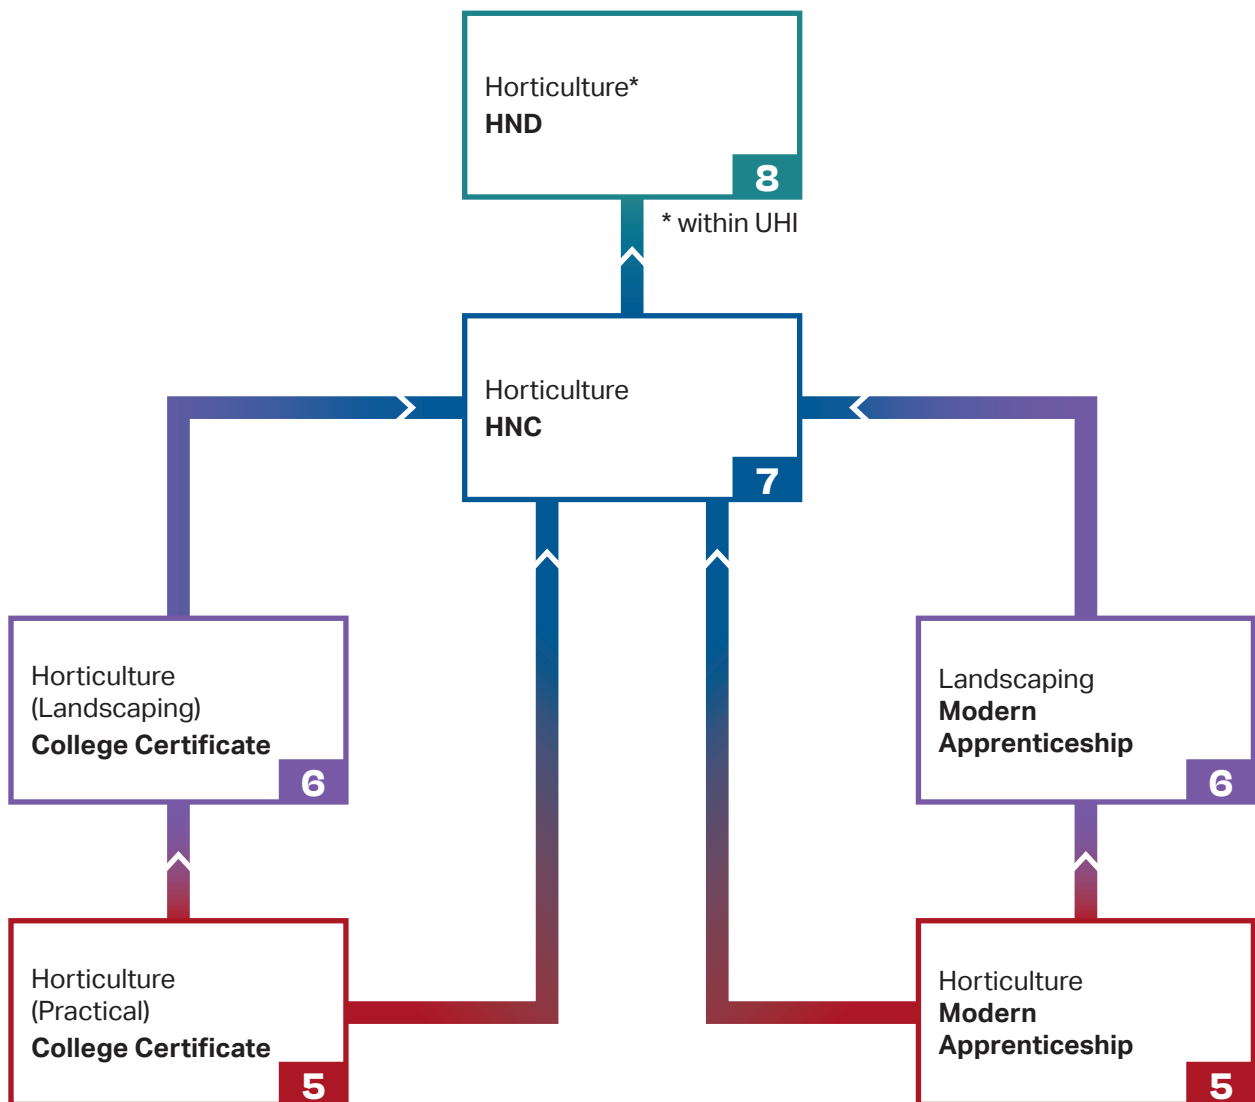 Horticulture*
HND
8
* within UHI
Horticulture
HNC
7
Horticulture
(Landscaping)
College Certificate
6
Landscaping
Modern
Apprenticeship
6
Horticulture
(Practical)
College Certificate
5
Horticulture
Modern
Apprenticeship
5